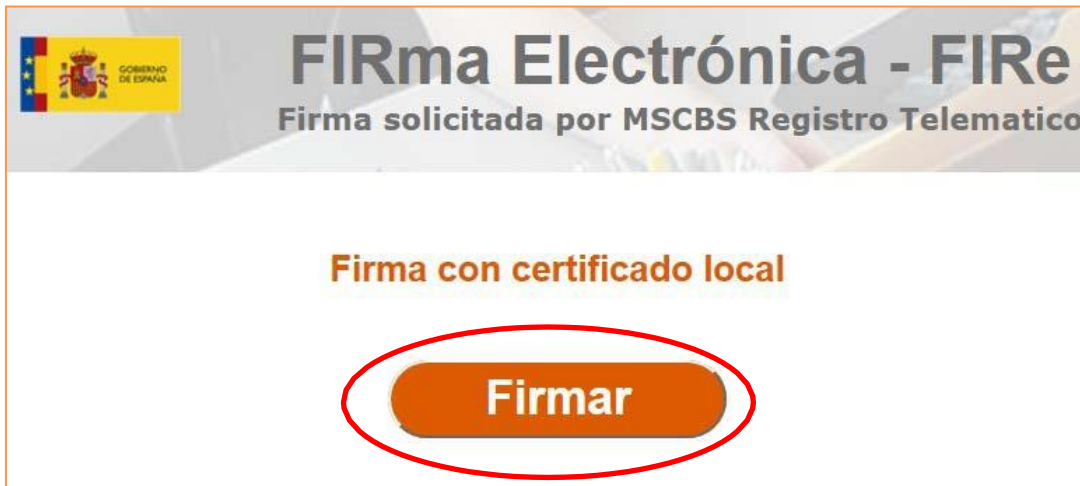 GOBIERNO
DE ESPAÑA
FIRma Electrónica - FIRe
Firma solicitada por MSCBS Registro Telematico
Firma con certificado local
Firmar